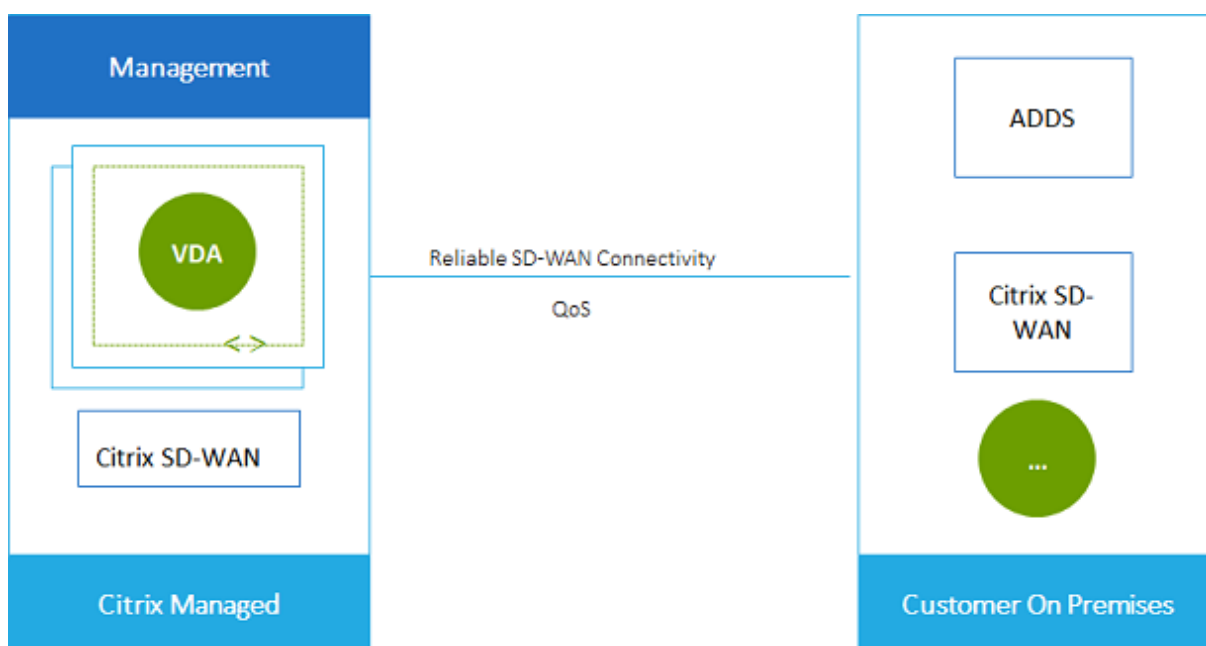 Management
VDA
< >
Citrix SD-WAN
Citrix Managed
Reliable SD-WAN Connectivity
QoS
ADDS
Citrix SD-
WAN
...
Customer On Premises